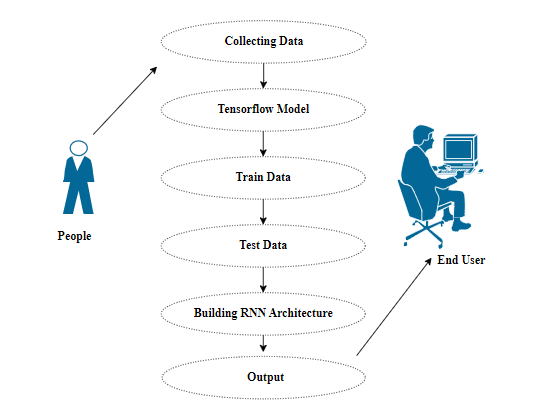 Collecting Data
Tensorflow Model
Train Data
Test Data
People
End User
Building RNN Architecture
Output